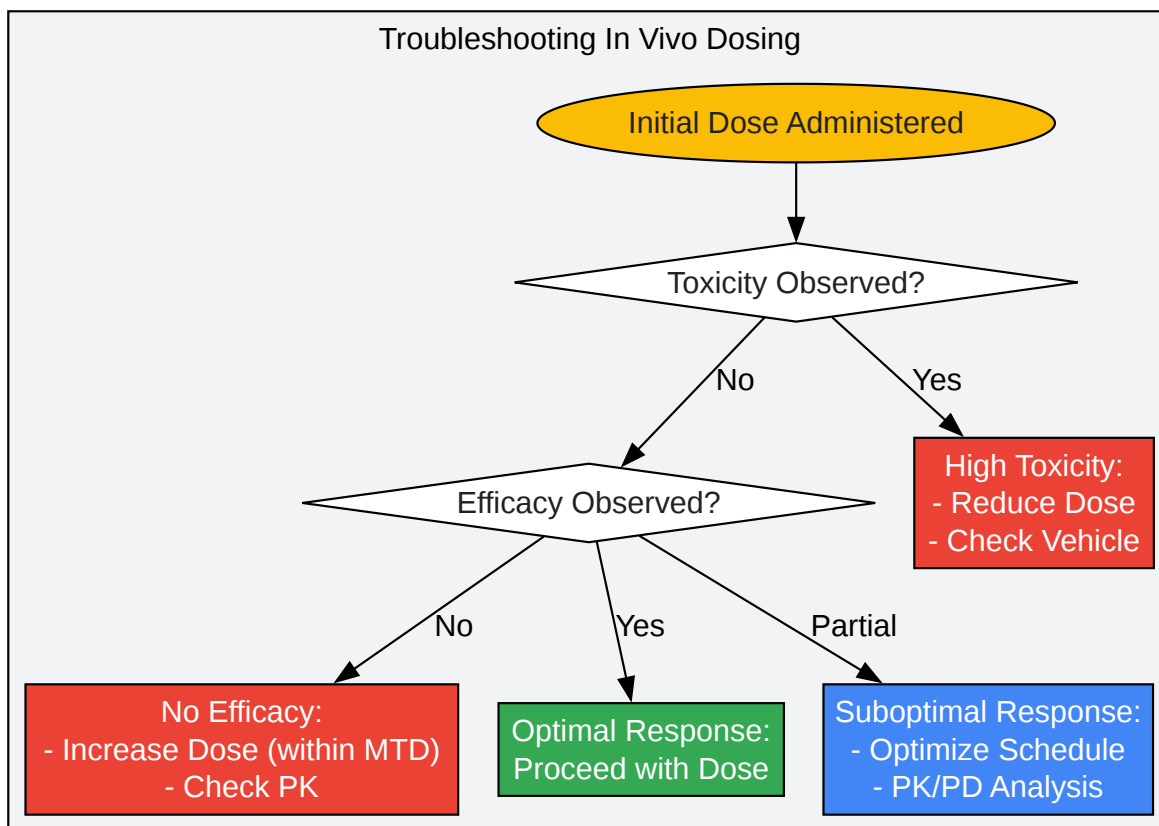 Troubleshooting In Vivo Dosing
Initial Dose Administered
Toxicity Observed?
No
Yes
High Toxicity:
- Reduce Dose
- Check Vehicle
Efficacy Observed?
No
Yes
Partial
No Efficacy:
- Increase Dose (within MTD)
- Check PK
Optimal Response:
Proceed with Dose
Suboptimal Response:
- Optimize Schedule
- PK/PD Analysis